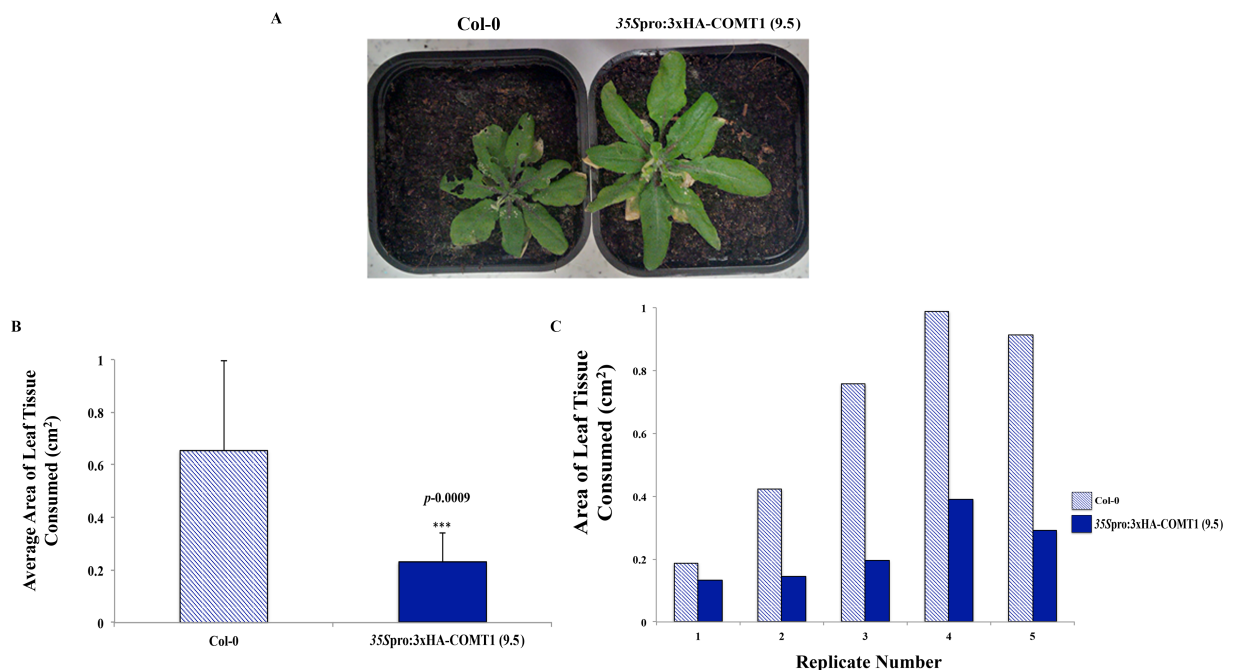 A
Col-0
35Spro:3xHA-COMT1 (9.5)
B
Average Area of Leaf Tissue
Consumed (cm²)
1
0.8
0.6
0.4
0.2
0
p-0.0009
***
Col-0
35Spro:3xHA-COMT1 (9.5)
C
Area of Leaf Tissue
Consumed (cm²)
1
0.8
0.6
0.4
0.2
0
1
2
3
4
5
Replicate Number
Col-0
35Spro:3xHA-COMT1 (9.5)